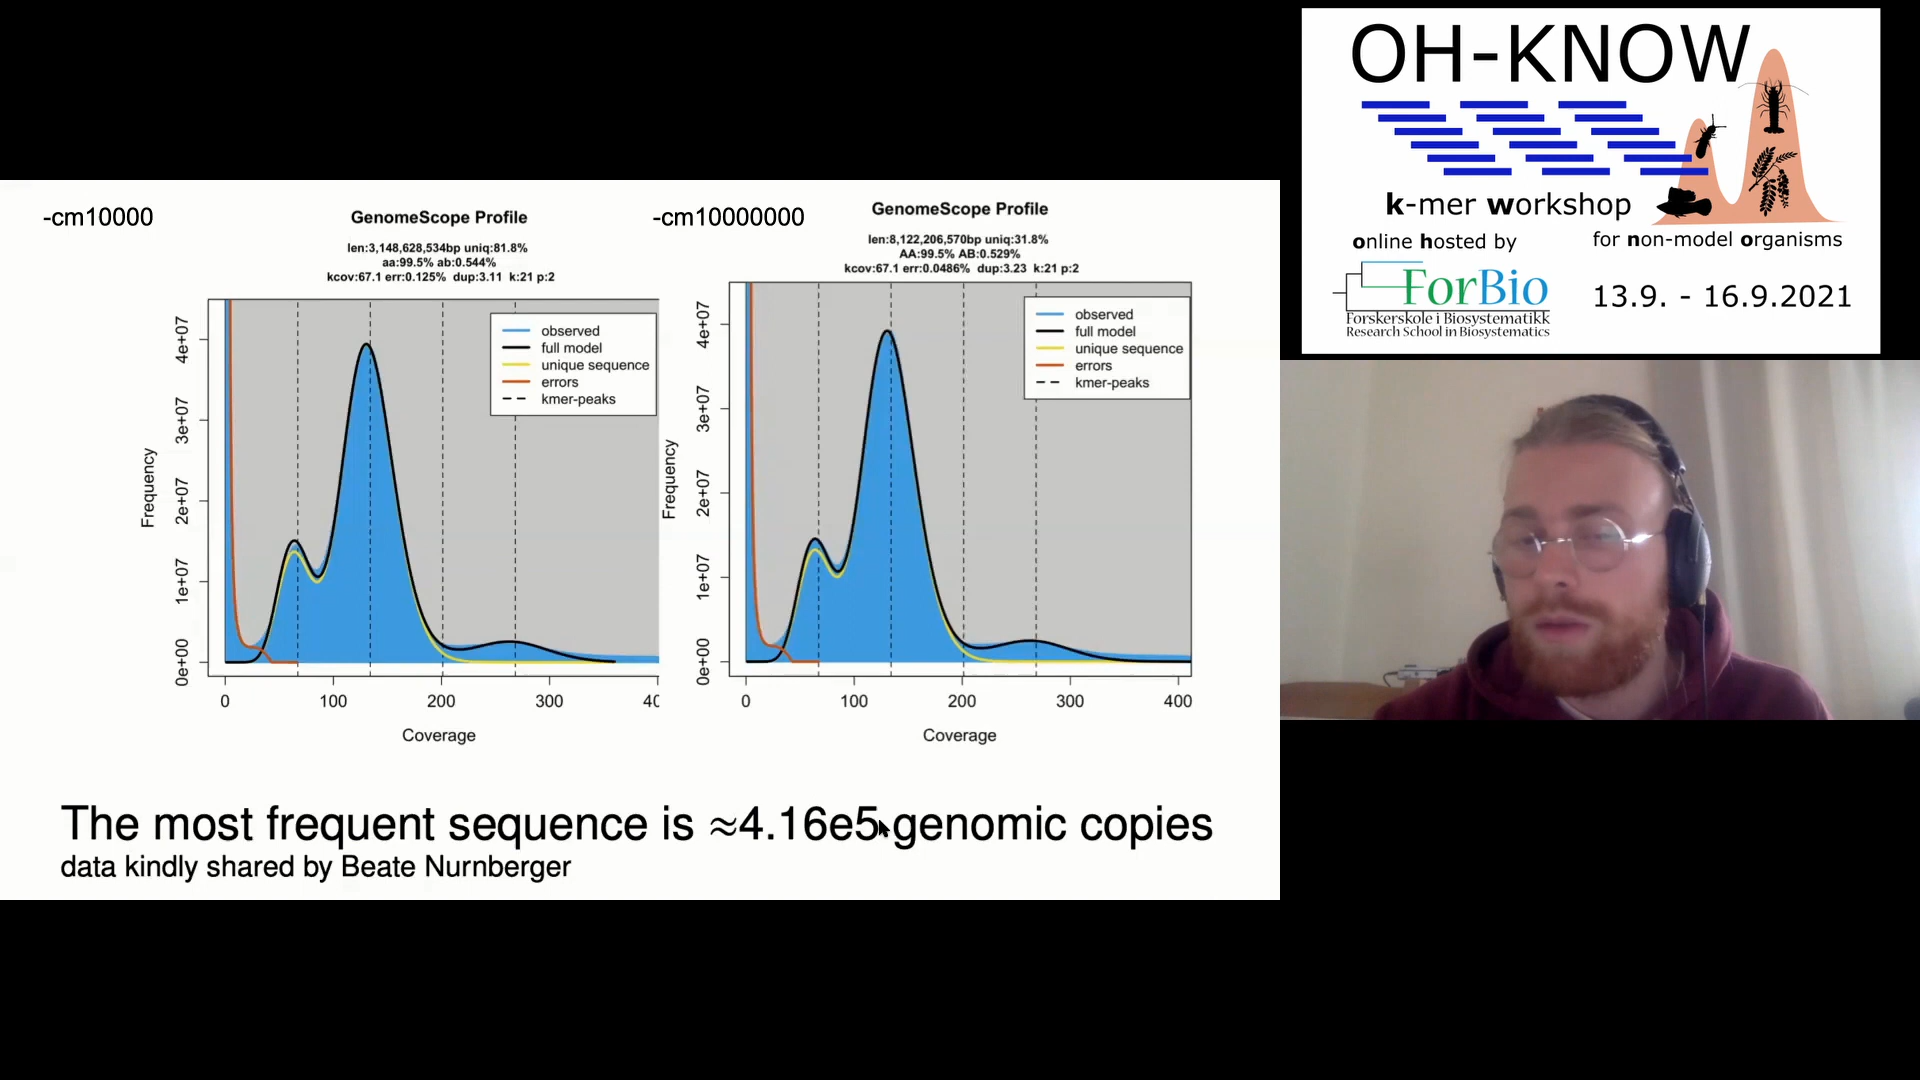 -cm10000
GenomeScope Profile
len:3,148,628,534bp uniq:81.8%
aa:99.5% ab:0.544%
kcov:67.1 err:0.125% dup:3.11 k:21 p:2
observed
full model
unique sequence
errors
kmer-peaks
Frequency
0e+00 1e+07 2e+07 3e+07 4e+07
0 100 200 300 40
Coverage
-cm10000000
GenomeScope Profile
len:8,122,206,570bp uniq:31.8%
AA:99.5% AB:0.529%
kcov:67.1 err:0.0486% dup:3.23 k:21 p:2
observed
full model
unique sequence
errors
kmer-peaks
Frequency
0e+00 1e+07 2e+07 3e+07 4e+07
0 100 200 300 400
Coverage
The most frequent sequence is ≈4.16e5 genomic copies
data kindly shared by Beate Nurnberger
OH-KNOW
k-mer workshop
online hosted by
for non-model organisms
ForBio
Forskerskole i Biosystematikk
Research School in Biosystematics
13.9. - 16.9.2021